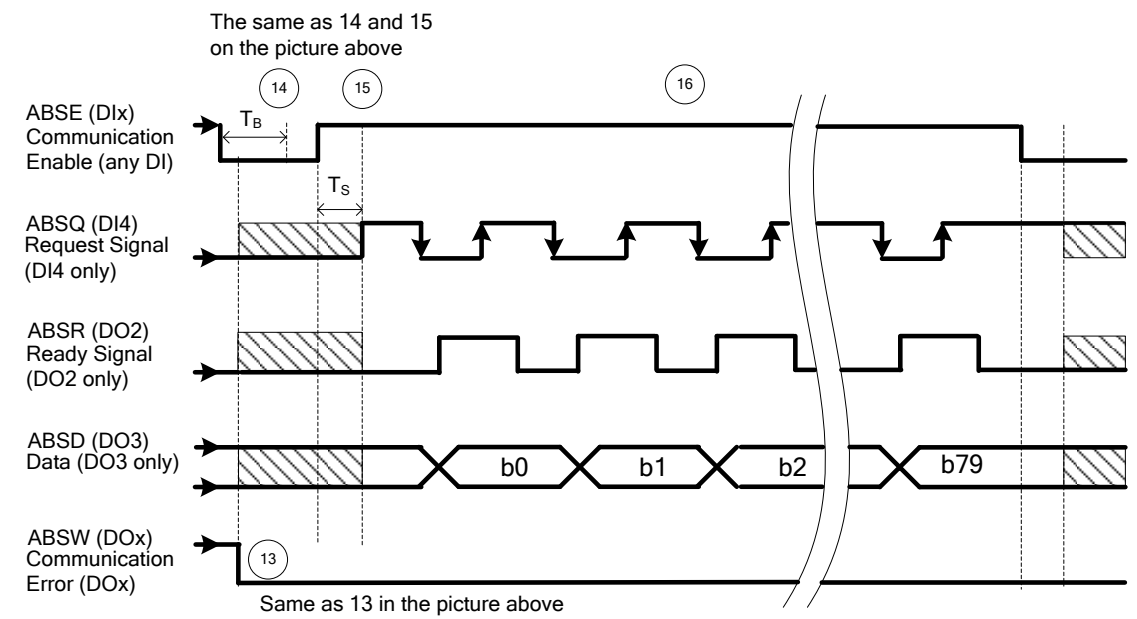 The same as 14 and 15
on the picture above
14
15
16
ABSE (DIx)
Communication
Enable (any DI)
TB
TS
ABSQ (DI4)
Request Signal
(DI4 only)
ABSR (DO2)
Ready Signal
(DO2 only)
ABSD (DO3)
Data (DO3 only)
b0
b1
b2
b79
ABSW (DOx)
Communication
Error (DOx)
13
Same as 13 in the picture above